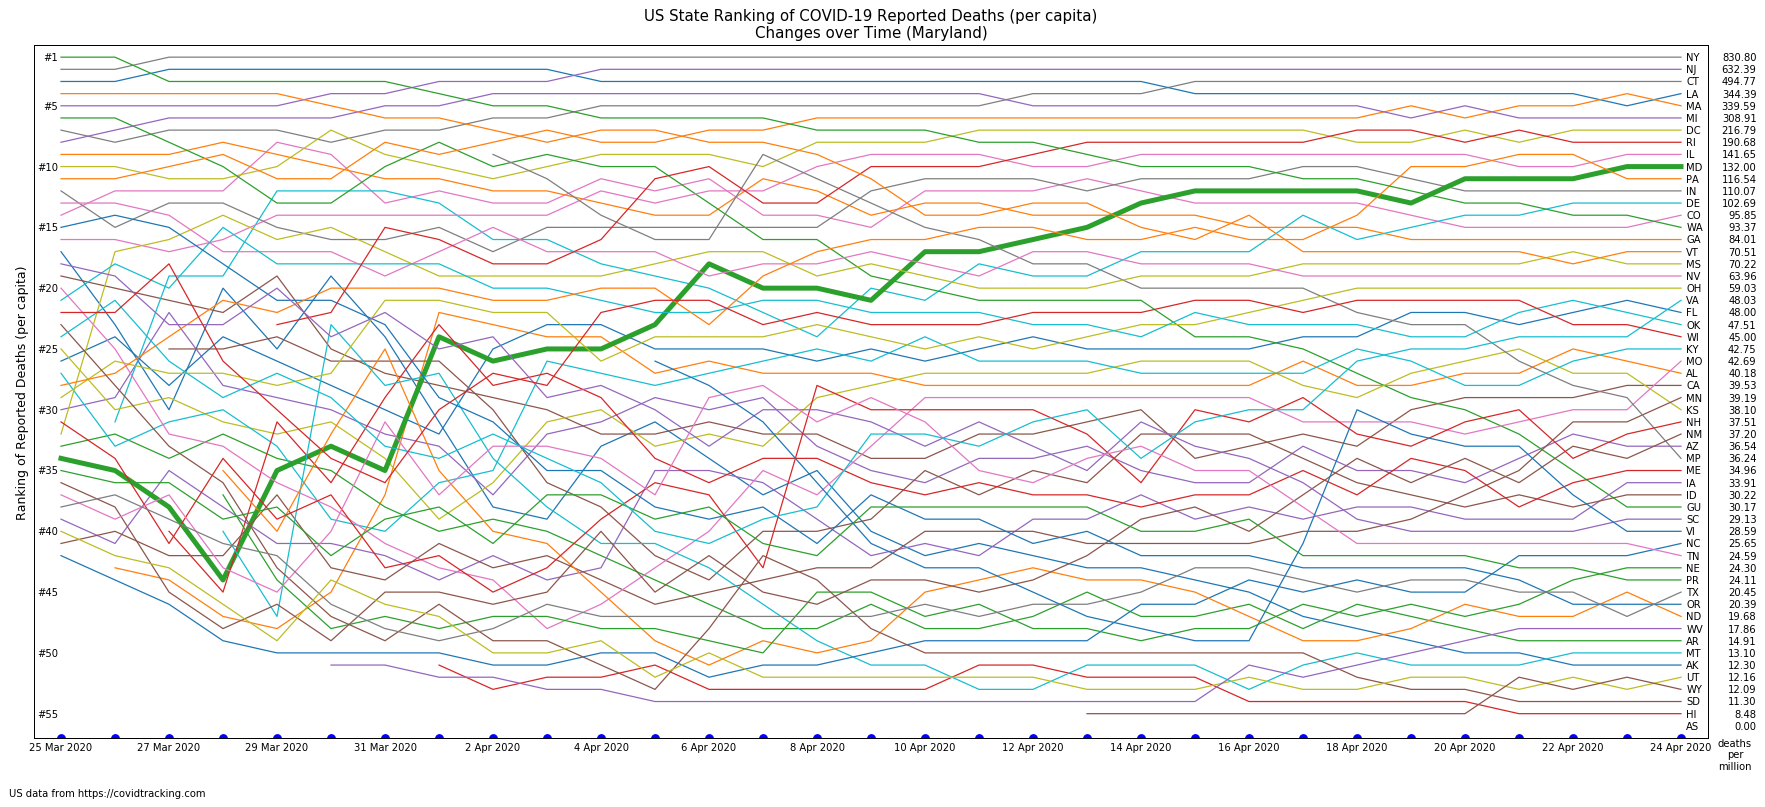 US State Ranking of COVID-19 Reported Deaths (per capita)
Changes over Time (Maryland)
Ranking of Reported Deaths (per capita)
#1
#5
#10
#15
#20
#25
#30
#35
#40
#45
#50
#55
NY 830.80
NJ 632.39
CT 494.77
LA 344.39
MA 339.59
MI 308.91
DC 216.79
RI 190.68
IL 141.65
MD 132.00
PA 116.54
IN 110.07
DE 102.69
CO 95.85
WA 93.37
GA 84.01
VT 70.51
MS 70.22
NV 63.96
OH 59.03
VA 48.03
FL 48.00
OK 47.51
WI 45.00
KY 42.75
MO 42.69
AL 40.18
CA 39.53
MN 39.19
KS 38.10
NH 37.51
NM 37.20
AZ 36.54
MP 36.24
ME 34.96
IA 33.91
ID 30.22
GU 30.17
SC 29.13
VI 28.59
NC 25.65
TN 24.59
NE 24.30
PR 24.11
TX 20.45
OR 20.39
ND 19.68
WV 17.86
AR 14.91
MT 13.10
AK 12.30
UT 12.16
WY 12.09
SD 11.30
HI 8.48
AS 0.00
25 Mar 2020 27 Mar 2020 29 Mar 2020 31 Mar 2020 2 Apr 2020 4 Apr 2020 6 Apr 2020 8 Apr 2020 10 Apr 2020 12 Apr 2020 14 Apr 2020 16 Apr 2020 18 Apr 2020 20 Apr 2020 22 Apr 2020 24 Apr 2020
deaths
per
million
US data from https://covidtracking.com